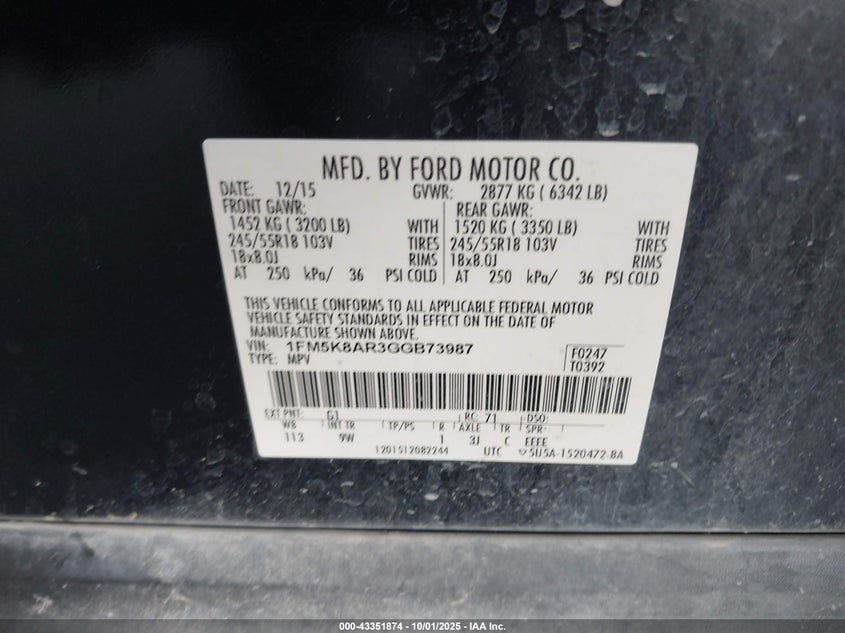 MFD. BY FORD MOTOR CO.
DATE: 12/15 GVWR: 2877 KG ( 6342 LB)
FRONT GAWR: REAR GAWR:
1452 KG ( 3200 LB) WITH 1520 KG ( 3350 LB) WITH
245/55R18 103V TIRES 245/55R18 103V TIRES
18x8.0J RIMS 18x8.0J RIMS
AT 250 kPa/ 36 PSI COLD AT 250 kPa/ 36 PSI COLD
THIS VEHICLE CONFORMS TO ALL APPLICABLE FEDERAL MOTOR
VEHICLE SAFETY STANDARDS IN EFFECT ON THE DATE OF
MANUFACTURE SHOWN ABOVE.
VIN: 1FM5K8AR3GGB73987 F0247
TYPE: MPV T0392
EXT PNT: G1 RC: 71 DSO:
WB INT TR TP/PS R AXLE TR SPR:
113 9W 1 3J C EFEE
1201512082244 UTC 5U5A-1520472-BA
000-43351874 - 10/01/2025 - IAA Inc.